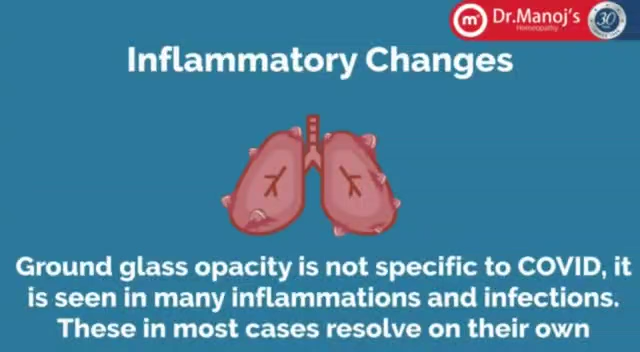 Dr.Manoj's
Homeopathy
30
Inflammatory Changes
Ground glass opacity is not specific to COVID, it
is seen in many inflammations and infections.
These in most cases resolve on their own